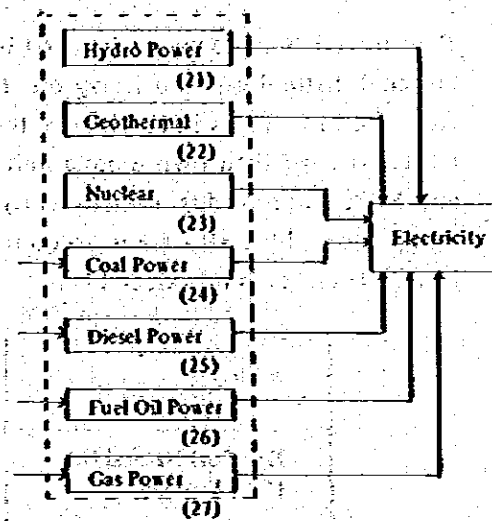 Hydro Power
(21)
Geothermal
(22)
Nuclear
(23)
Electricity
Coal Power
(24)
Diesel Power
(25)
Fuel Oil Power
(26)
Gas Power
(27)